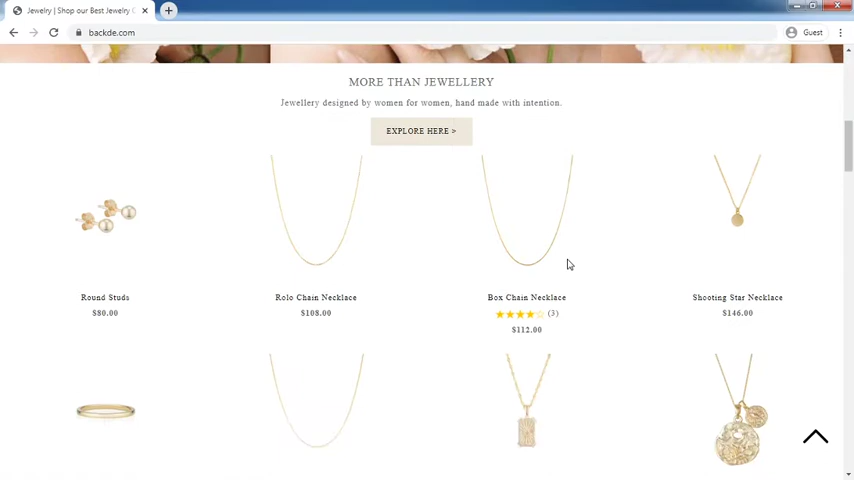 Jewelry | Shop our Best Jewelry
backde.com
Guest
MORE THAN JEWELLERY
Jewellery designed by women for women, hand made with intention.
EXPLORE HERE >
Round Studs
$80.00
Rolo Chain Necklace
$108.00
Box Chain Necklace
(3)
$112.00
Shooting Star Necklace
$146.00